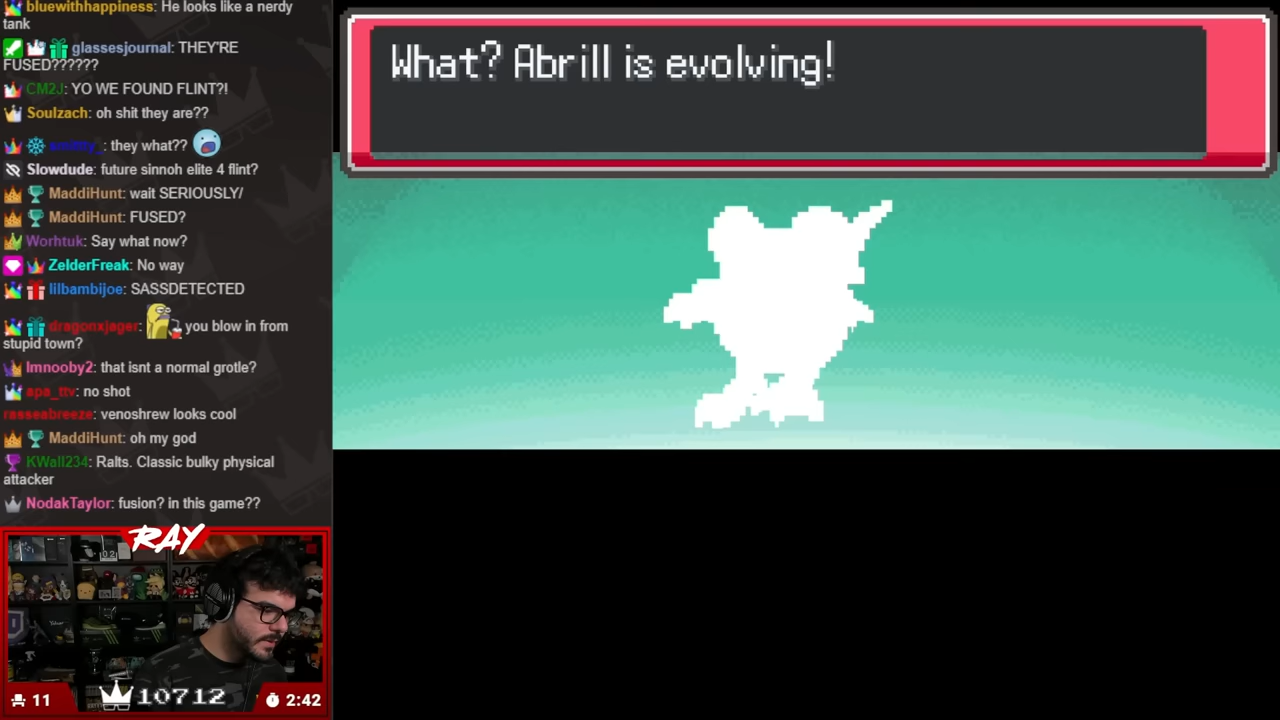 bluewithhappiness: He looks like a nerdy
tank
glassesjournal: THEY'RE
FUSED??????
CM2J: YO WE FOUND FLINT?!
Soulzach: oh shit they are??
: they what??
Slowdude: future sinnoh elite 4 flint?
MaddiHunt: wait SERIOUSLY/
MaddiHunt: FUSED?
Worhtuk: Say what now?
ZelderFreak: No way
lilbambijoe: SASSDETECTED
dragonxjager: you blow in from
stupid town?
Imnooby2: that isnt a normal grotle?
apa_ttv: no shot
rasseabreeze: venoshrew looks cool
MaddiHunt: oh my god
KWall234: Ralts. Classic bulky physical
attacker
NodakTaylor: fusion? in this game??
RAY
11
10712
2:42
What? Abrill is evolving!